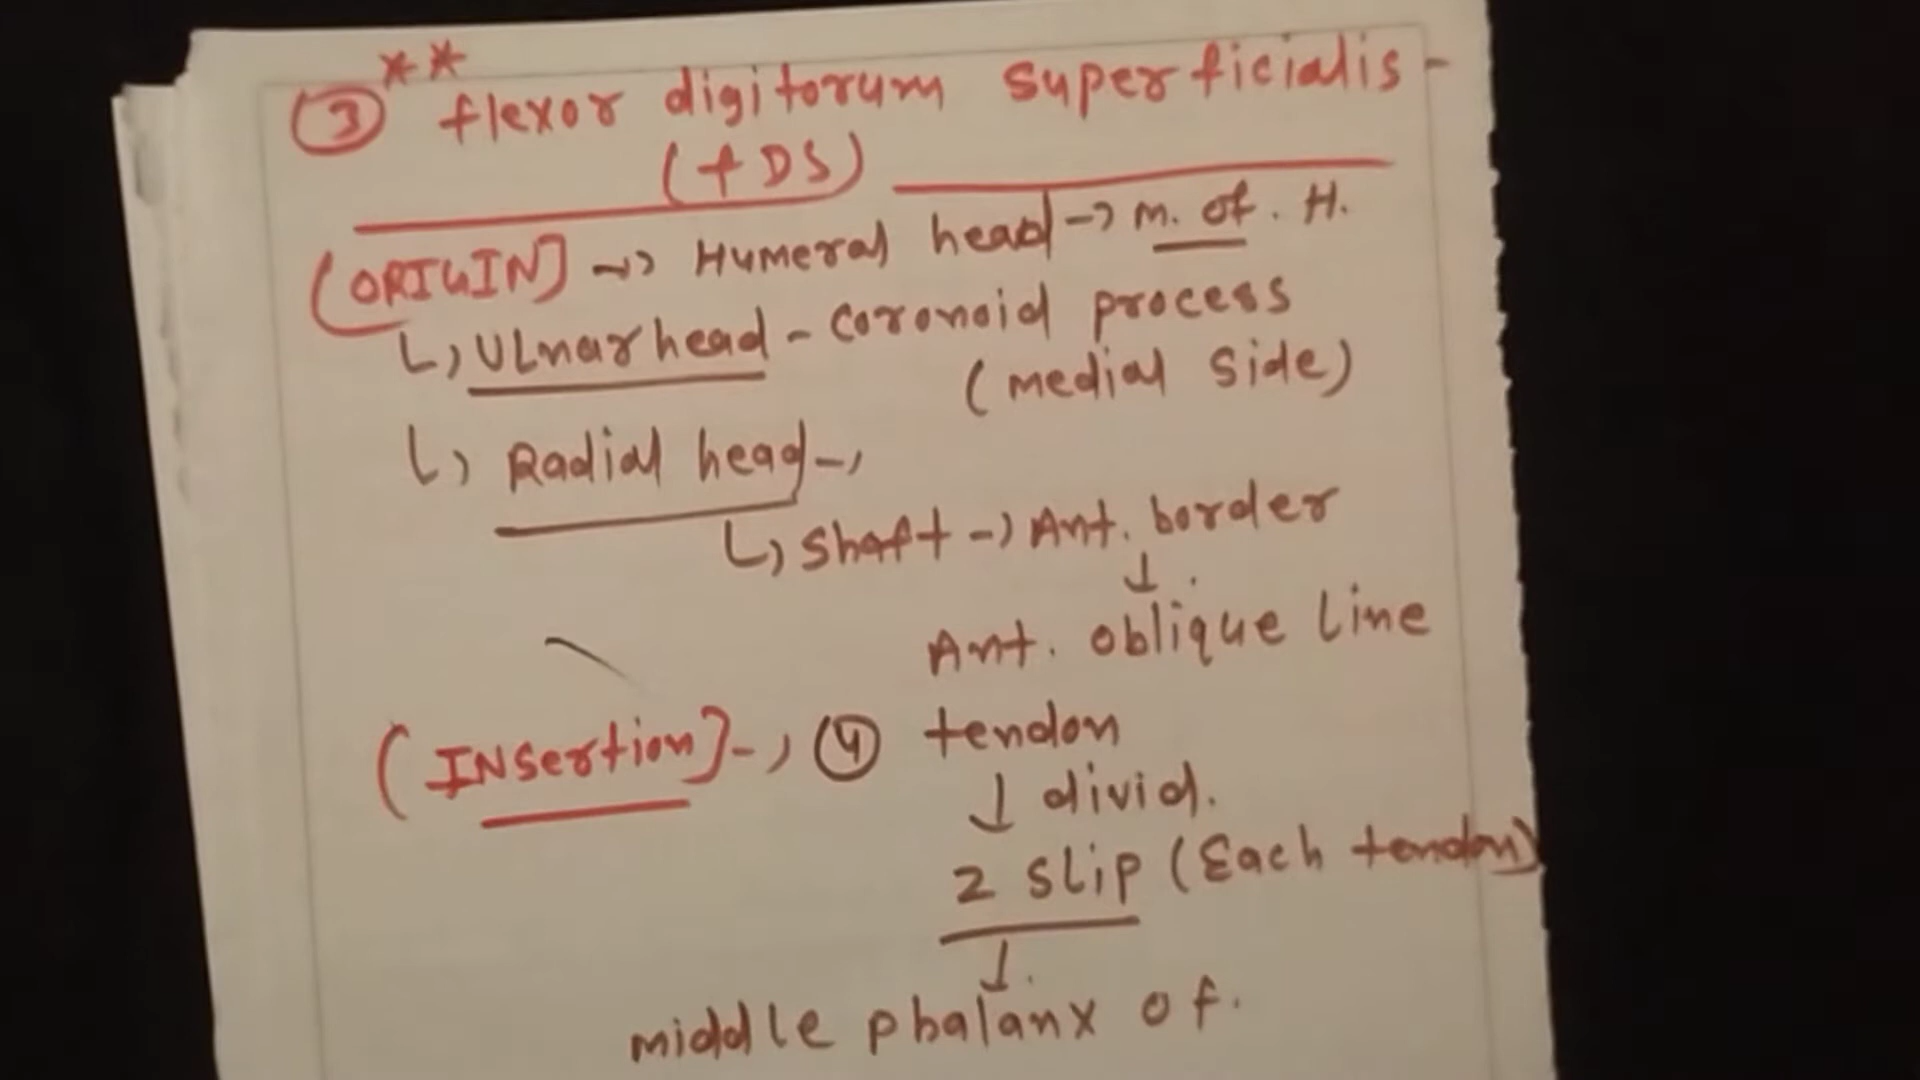 ③** flexor digitorum superficialis -
(fDS)
[ORIGIN] → Humeral head → m. of. H.
↳ ULnar head - coronoid process
(medial side)
↳ Radial head →
↳ shaft → Ant. border
↓
Ant. oblique line
(INsertion] → ④ tendon
↓ divid.
2 slip (Each tendon)
↓
middle phalanx of.